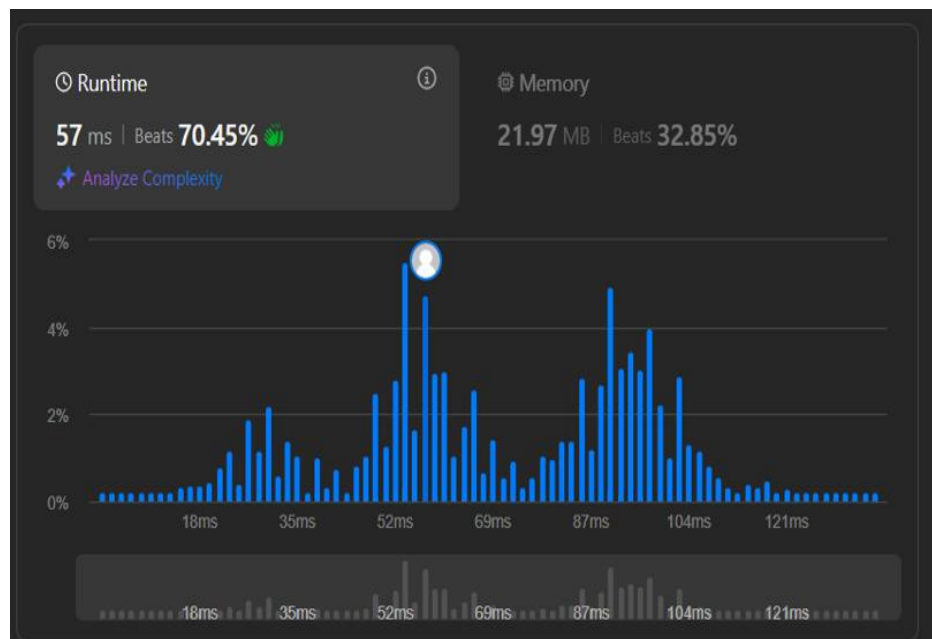 Runtime
57 ms | Beats 70.45%
Analyze Complexity
Memory
21.97 MB | Beats 32.85%
6%
4%
2%
0%
18ms 35ms 52ms 69ms 87ms 104ms 121ms
18ms 35ms 52ms 69ms 87ms 104ms 121ms